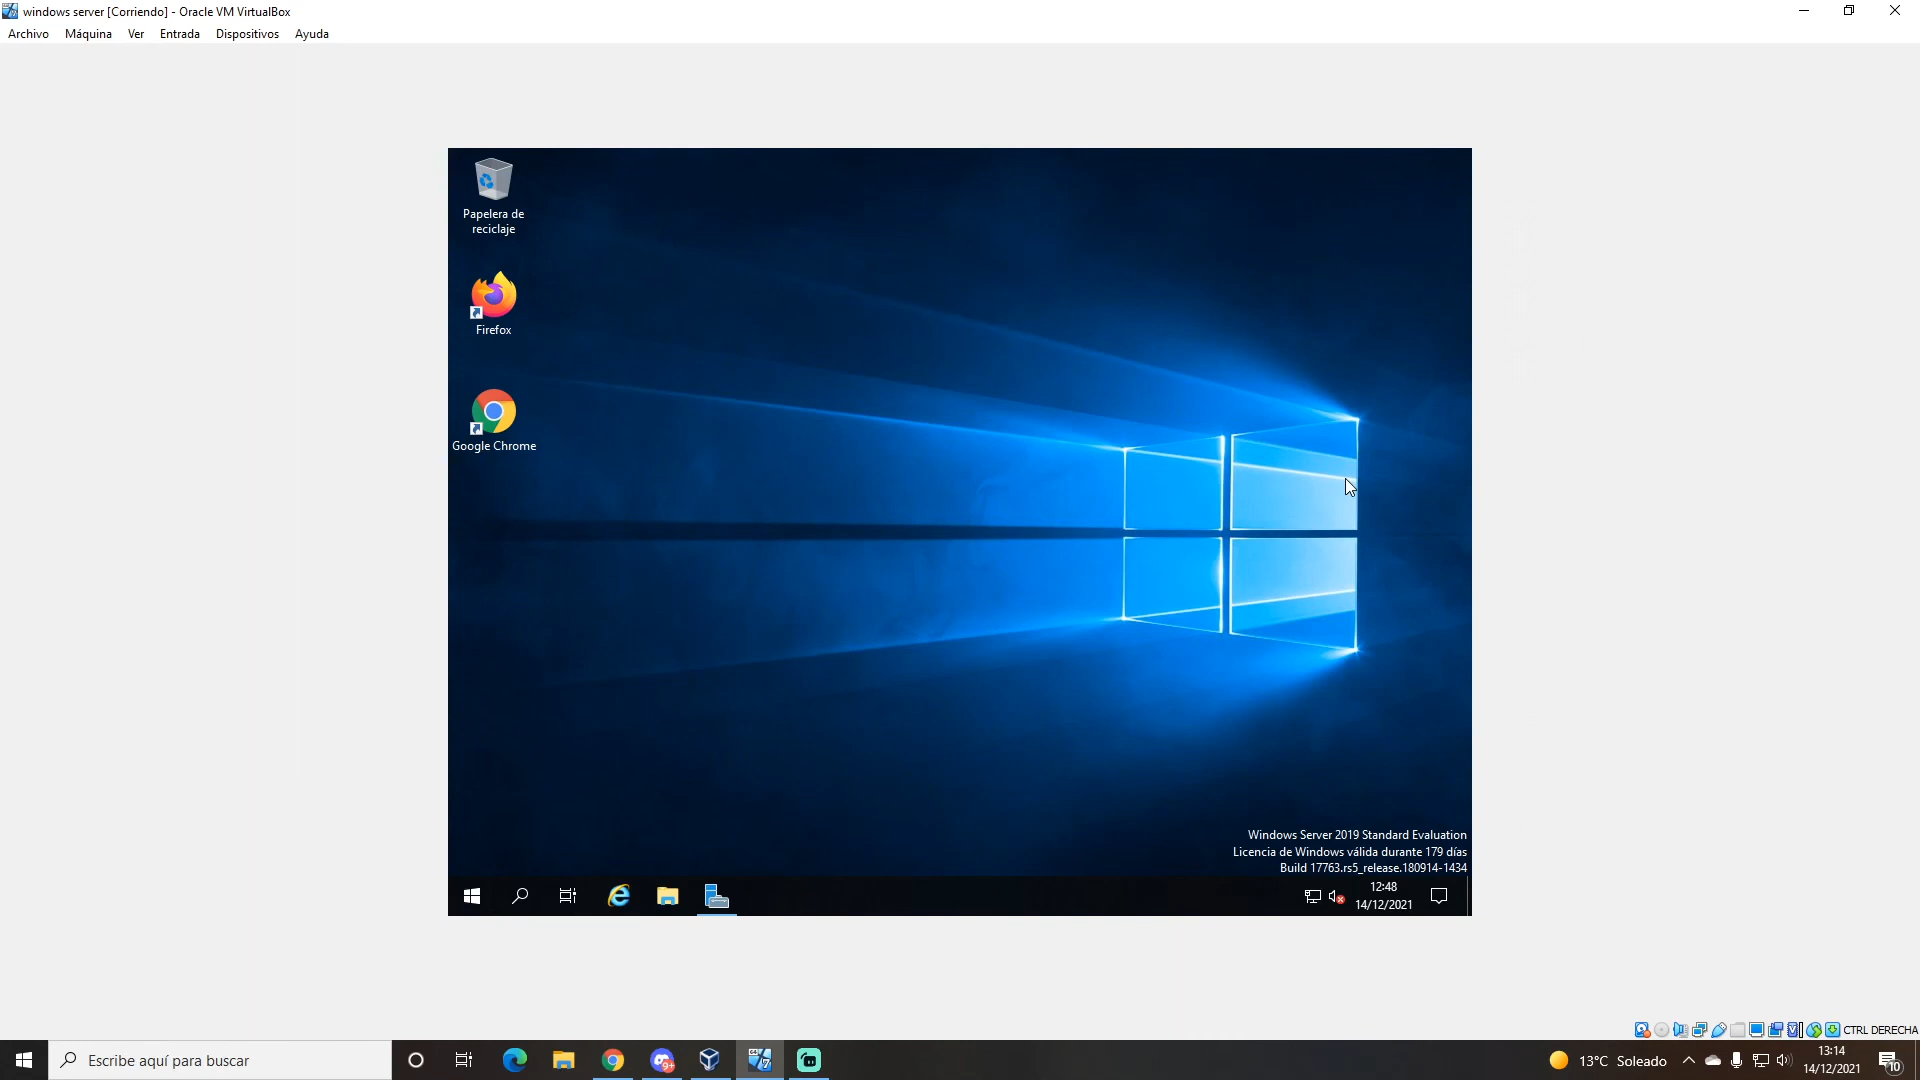 windows server [Corriendo] - Oracle VM VirtualBox
Archivo Máquina Ver Entrada Dispositivos Ayuda
Papelera de
reciclaje
Firefox
Google Chrome
Windows Server 2019 Standard Evaluation
Licencia de Windows válida durante 179 días
Build 17763.rs5_release.180914-1434
12:48
14/12/2021
CTRL DERECHA
Escribe aquí para buscar
9+
13°C Soleado
13:14
14/12/2021
10